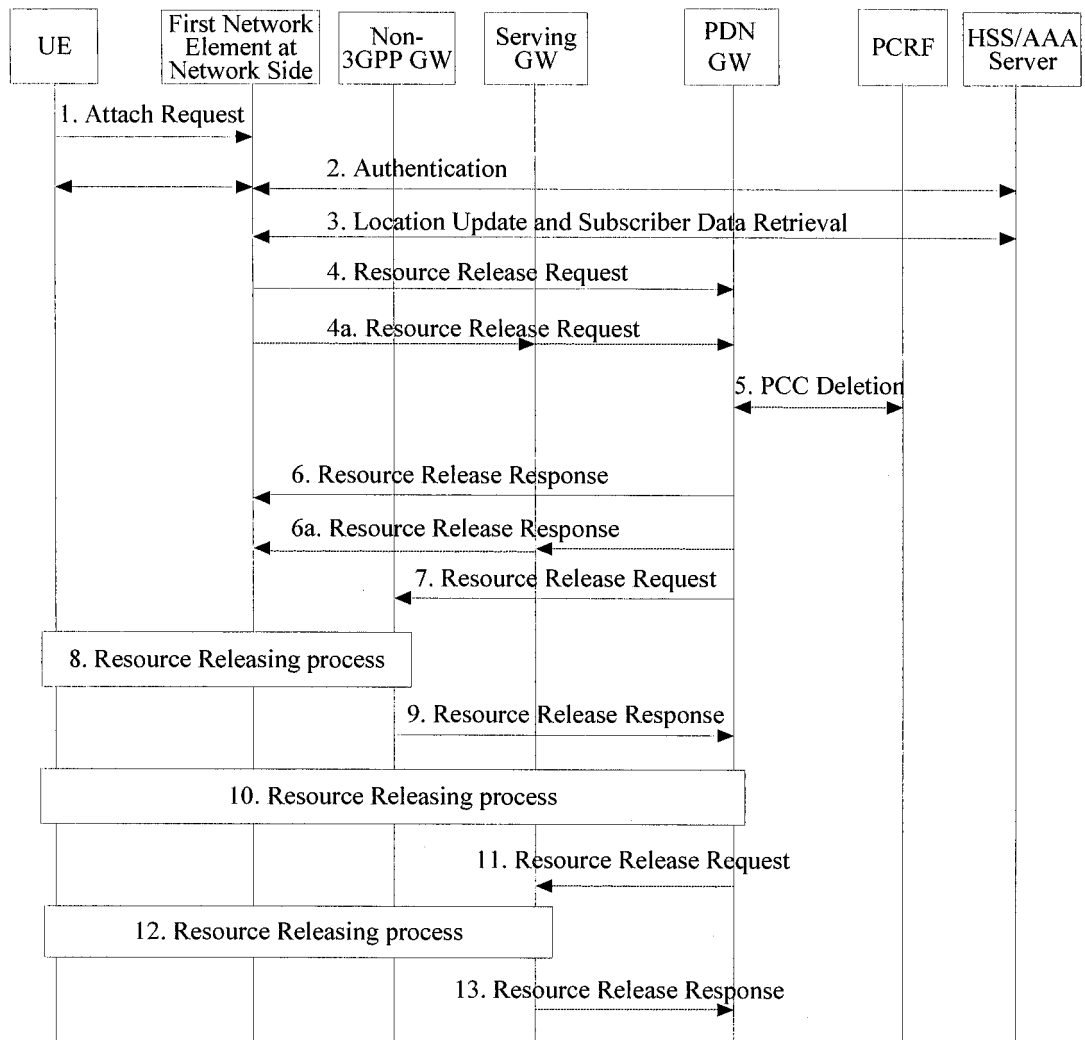 UE
First Network
Element at
Network Side
Non-
3GPP GW
Serving
GW
PDN
GW
PCRF
HSS/AAA
Server
1. Attach Request
2. Authentication
3. Location Update and Subscriber Data Retrieval
4. Resource Release Request
4a. Resource Release Request
5. PCC Deletion
6. Resource Release Response
6a. Resource Release Response
7. Resource Release Request
8. Resource Releasing process
9. Resource Release Response
10. Resource Releasing process
11. Resource Release Request
12. Resource Releasing process
13. Resource Release Response